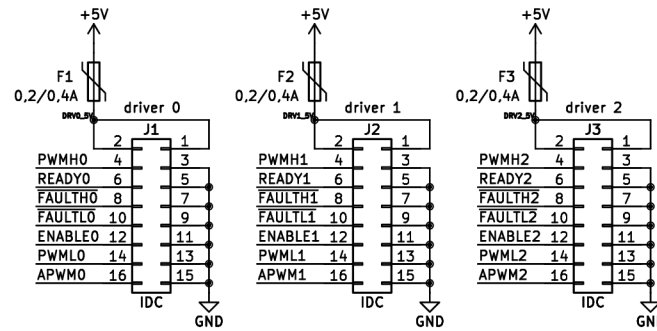 +5V +5V +5V
F1 F2 F3
0,2/0,4A 0,2/0,4A 0,2/0,4A
driver 0 driver 1 driver 2
DRV0_5V DRV1_5V DRV2_5V
J1 J2 J3
2 1 2 1 2 1
PWMH0 4 3 PWMH1 4 3 PWMH2 4 3
READY0 6 5 READY1 6 5 READY2 6 5
FAULTH0 8 7 FAULTH1 8 7 FAULTH2 8 7
FAULTL0 10 9 FAULTL1 10 9 FAULTL2 10 9
ENABLE0 12 11 ENABLE1 12 11 ENABLE2 12 11
PWML0 14 13 PWML1 14 13 PWML2 14 13
APWM0 16 15 APWM1 16 15 APWM2 16 15
IDC IDC IDC
GND GND GND